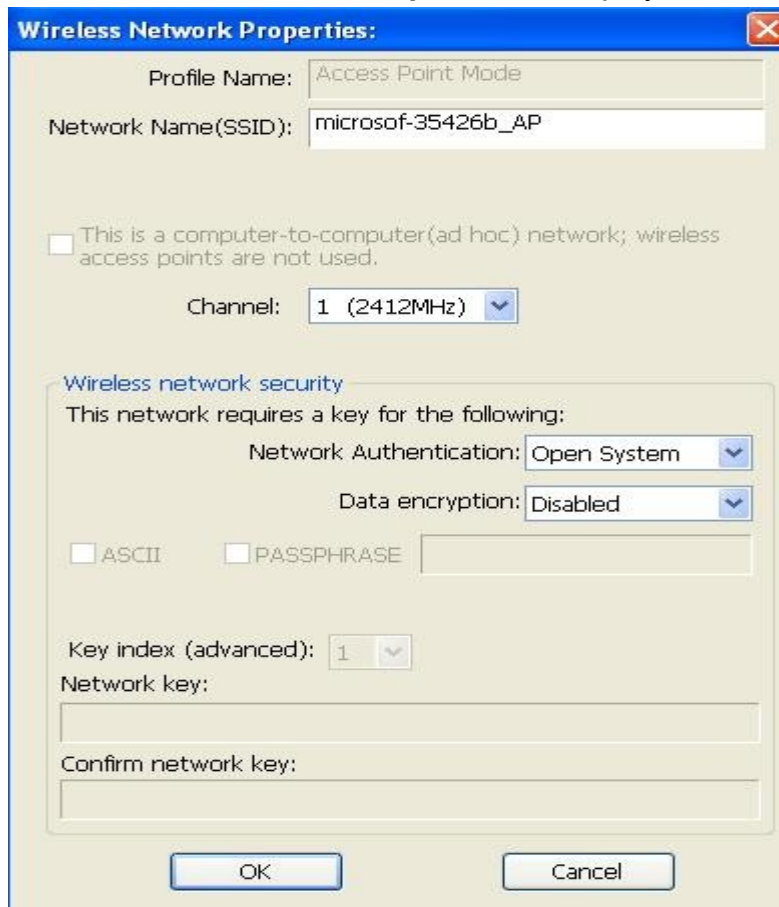 Wireless Network Properties:
Profile Name: Access Point Mode
Network Name(SSID): microsof-35426b_AP
This is a computer-to-computer(ad hoc) network; wireless
access points are not used.
Channel: 1 (2412MHz)
Wireless network security
This network requires a key for the following:
Network Authentication: Open System
Data encryption: Disabled
ASCII PASSPHRASE
Key index (advanced): 1
Network key:
Confirm network key:
OK Cancel